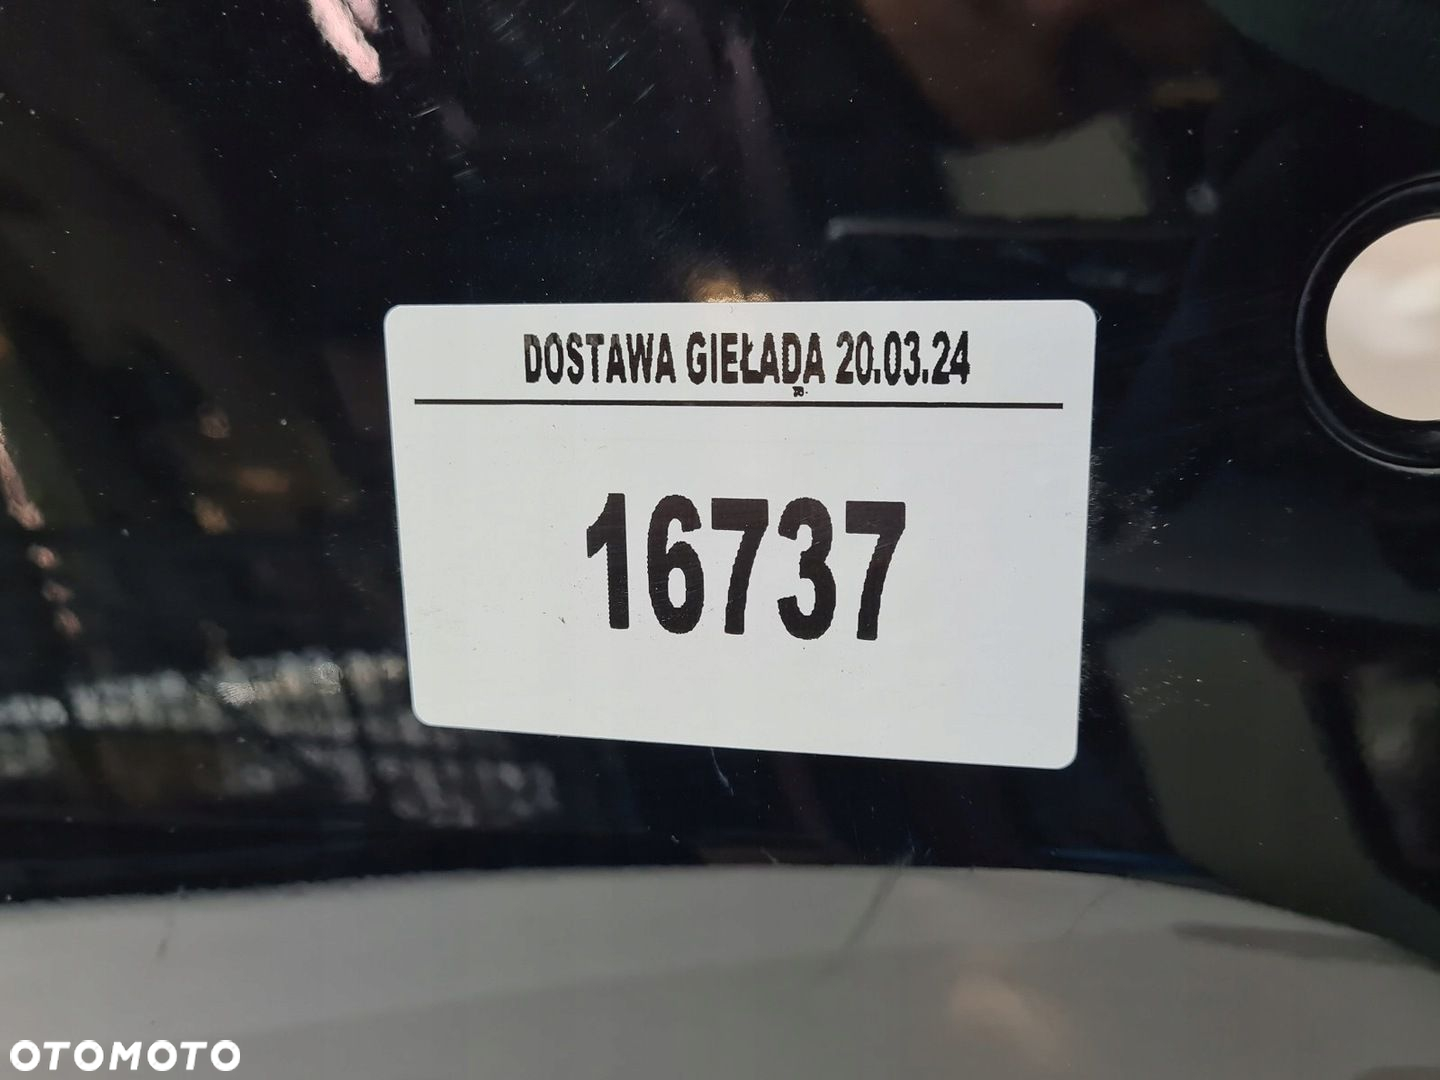 DOSTAWA GIEŁADA 20.03.24
16737
OTOMOTO